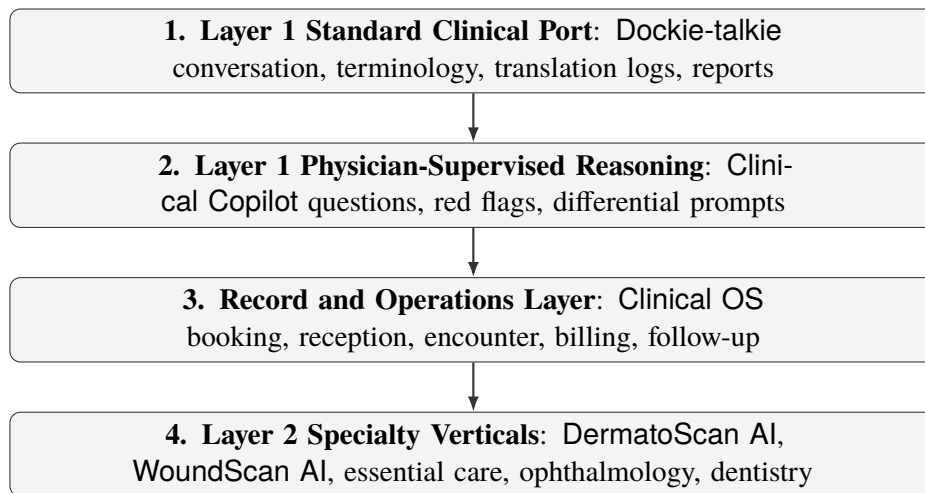 1. Layer 1 Standard Clinical Port: Dockie-talkie
conversation, terminology, translation logs, reports
2. Layer 1 Physician-Supervised Reasoning: Clini-
cal Copilot questions, red flags, differential prompts
3. Record and Operations Layer: Clinical OS
booking, reception, encounter, billing, follow-up
4. Layer 2 Specialty Verticals: DermatoScan AI,
WoundScan AI, essential care, ophthalmology, dentistry